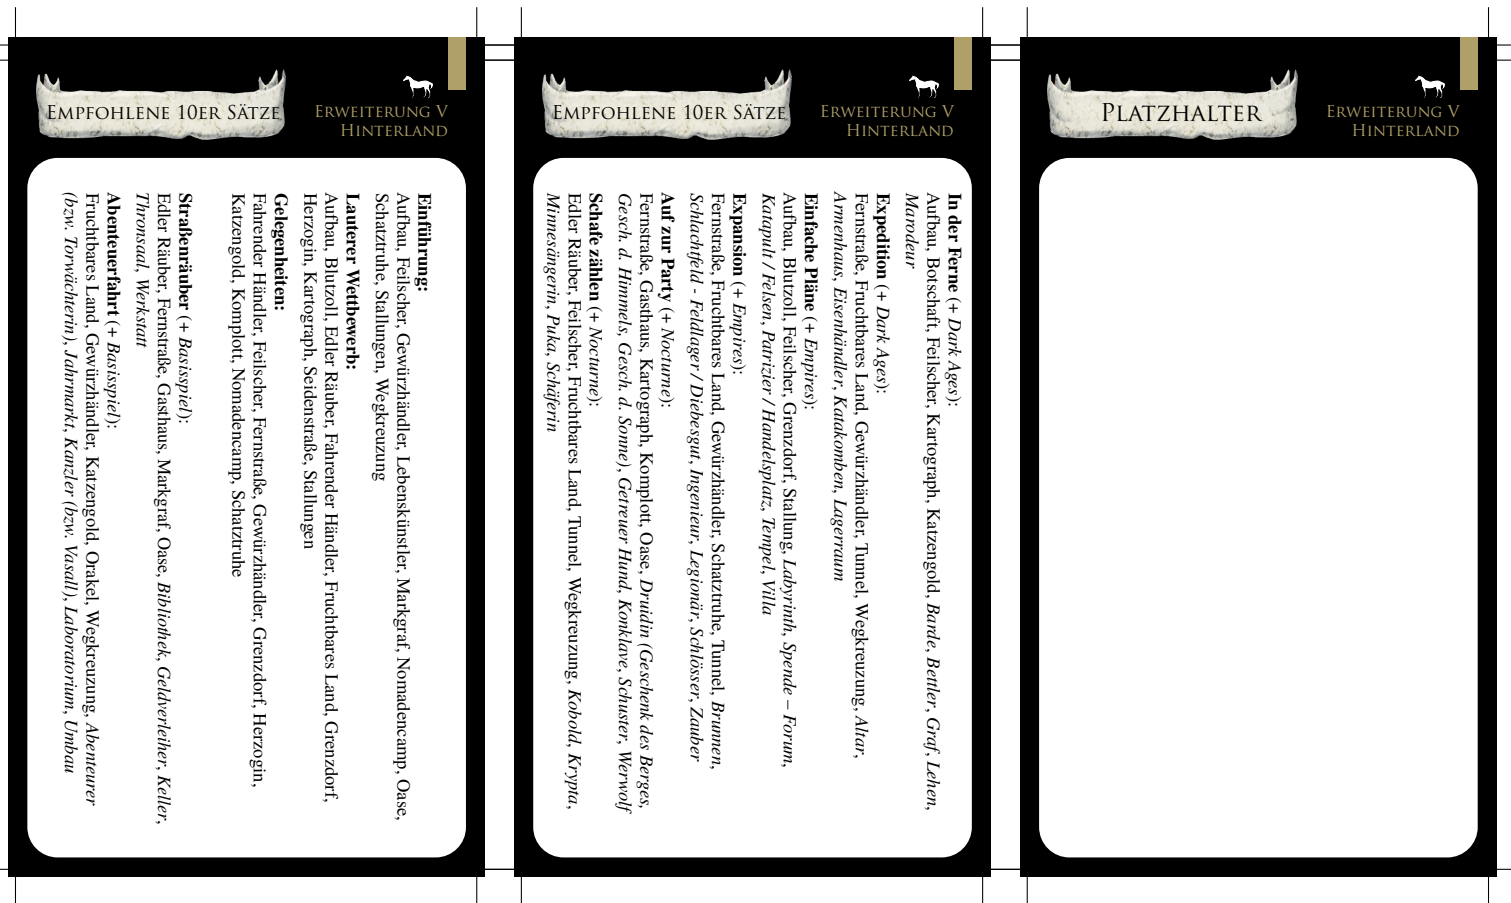 EMPFOHLENE 10ER SÄTZE
ERWEITERUNG V
HINTERLAND
Einführung:
Aufbau, Feilscher, Gewürzhändler, Lebenskünstler, Markgraf, Nomadencamp, Oase,
Schatztruhe, Stallungen, Wegkreuzung
Lauterer Wettbewerb:
Aufbau, Blutzoll, Edler Räuber, Fahrender Händler, Fruchtbares Land, Grenzdorf,
Herzogin, Kartograph, Seidenstraße, Stallungen
Gelegenheiten:
Fahrender Händler, Feilscher, Fernstraße, Gewürzhändler, Grenzdorf, Herzogin,
Katzengold, Komplott, Nomadencamp, Schatztruhe
Straßenräuber (+ Basisspiel):
Edler Räuber, Fernstraße, Gasthaus, Markgraf, Oase, Bibliothek, Geldverleiher, Keller,
Thronsaal, Werkstatt
Abenteuerfahrt (+ Basisspiel):
Fruchtbares Land, Gewürzhändler, Katzengold, Orakel, Wegkreuzung, Abenteurer
(bzw. Torwächterin), Jahrmarkt, Kanzler (bzw. Vasall), Laboratorium, Umbau
EMPFOHLENE 10ER SÄTZE
ERWEITERUNG V
HINTERLAND
In der Ferne (+ Dark Ages):
Aufbau, Botschaft, Feilscher, Kartograph, Katzengold, Barde, Bettler, Graf, Lehen,
Marodeur
Expedition (+ Dark Ages):
Fernstraße, Fruchtbares Land, Gewürzhändler, Tunnel, Wegkreuzung, Altar,
Armenhaus, Eisenhändler, Katakomben, Lagerraum
Einfache Pläne (+ Empires):
Aufbau, Blutzoll, Feilscher, Grenzdorf, Stallung, Labyrinth, Spende – Forum,
Katapult / Felsen, Patrizier / Handelsplatz, Tempel, Villa
Expansion (+ Empires):
Fernstraße, Fruchtbares Land, Gewürzhändler, Schatztruhe, Tunnel, Brunnen,
Schlachtfeld - Feldlager / Diebesgut, Ingenieur, Legionär, Schlösser, Zauber
Auf zur Party (+ Nocturne):
Fernstraße, Gasthaus, Kartograph, Komplott, Oase, Druidin (Geschenk des Berges,
Gesch. d. Himmels, Gesch. d. Sonne), Getreuer Hund, Konklave, Schuster, Werwolf
Schafe zählen (+ Nocturne):
Edler Räuber, Feilscher, Fruchtbares Land, Tunnel, Wegkreuzung, Kobold, Krypta,
Minnesängerin, Puka, Schäferin
PLATZHALTER
ERWEITERUNG V
HINTERLAND